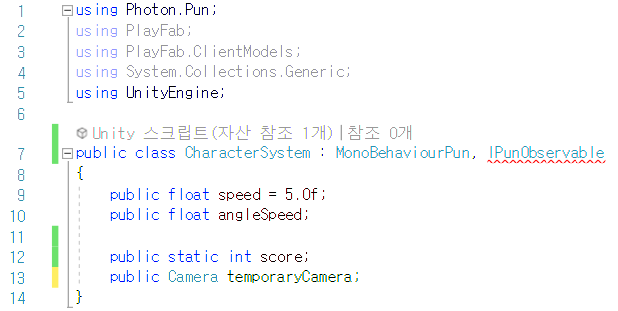 1 using Photon.Pun;
2 using PlayFab;
3 using PlayFab.ClientModels;
4 using System.Collections.Generic;
5 using UnityEngine;
6
Unity 스크립트(자산 참조 1개)|참조 0개
7 public class CharacterSystem : MonoBehaviourPun, IPunObservable
8 {
9 public float speed = 5.0f;
10 public float angleSpeed;
11
12 public static int score;
13 public Camera temporaryCamera;
14 }